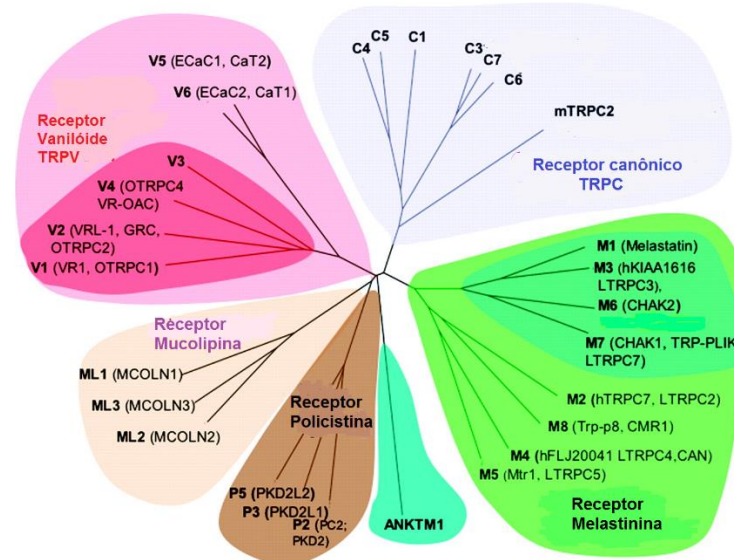 V5 (ECaC1, CaT2)
V6 (ECaC2, CaT1)
Receptor
Vanilóide
TRPV
V3
V4 (OTRPC4
VR-OAC)
V2 (VRL-1, GRC,
OTRPC2)
V1 (VR1, OTRPC1)
C4
C5
C1
C3
C7
C6
mTRPC2
Receptor canônico
TRPC
M1 (Melastatin)
M3 (hKIAA1616
LTRPC3),
M6 (CHAK2)
M7 (CHAK1, TRP-PLIK
LTRPC7)
M2 (hTRPC7, LTRPC2)
M8 (Trp-p8, CMR1)
M4 (hFLJ20041 LTRPC4,CAN)
M5 (Mtr1, LTRPC5)
Receptor
Melastinina
Receptor
Mucolipina
ML1 (MCOLN1)
ML3 (MCOLN3)
ML2 (MCOLN2)
Receptor
Policistina
P5 (PKD2L2)
P3 (PKD2L1)
P2 (PC2;
PKD2)
ANKTM1